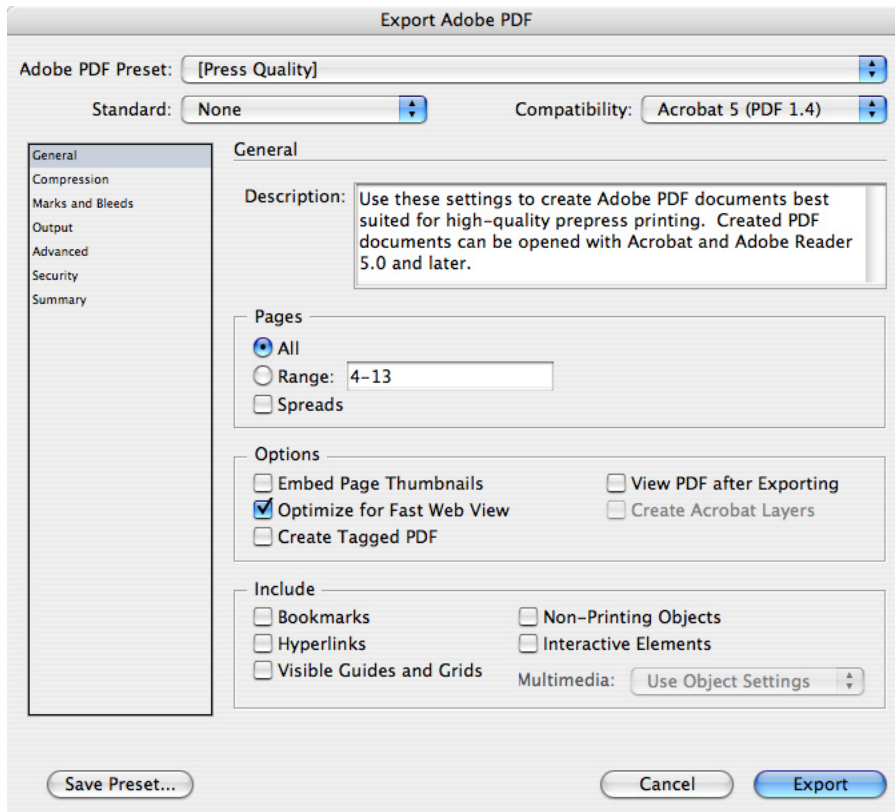 Export Adobe PDF
Adobe PDF Preset: [Press Quality]
Standard: None
Compatibility: Acrobat 5 (PDF 1.4)
General
Compression
Marks and Bleeds
Output
Advanced
Security
Summary
General
Description: Use these settings to create Adobe PDF documents best
suited for high-quality prepress printing. Created PDF
documents can be opened with Acrobat and Adobe Reader
5.0 and later.
Pages
All
Range: 4-13
Spreads
Options
Embed Page Thumbnails
Optimize for Fast Web View
Create Tagged PDF
View PDF after Exporting
Create Acrobat Layers
Include
Bookmarks
Hyperlinks
Visible Guides and Grids
Non-Printing Objects
Interactive Elements
Multimedia: Use Object Settings
Save Preset...
Cancel
Export